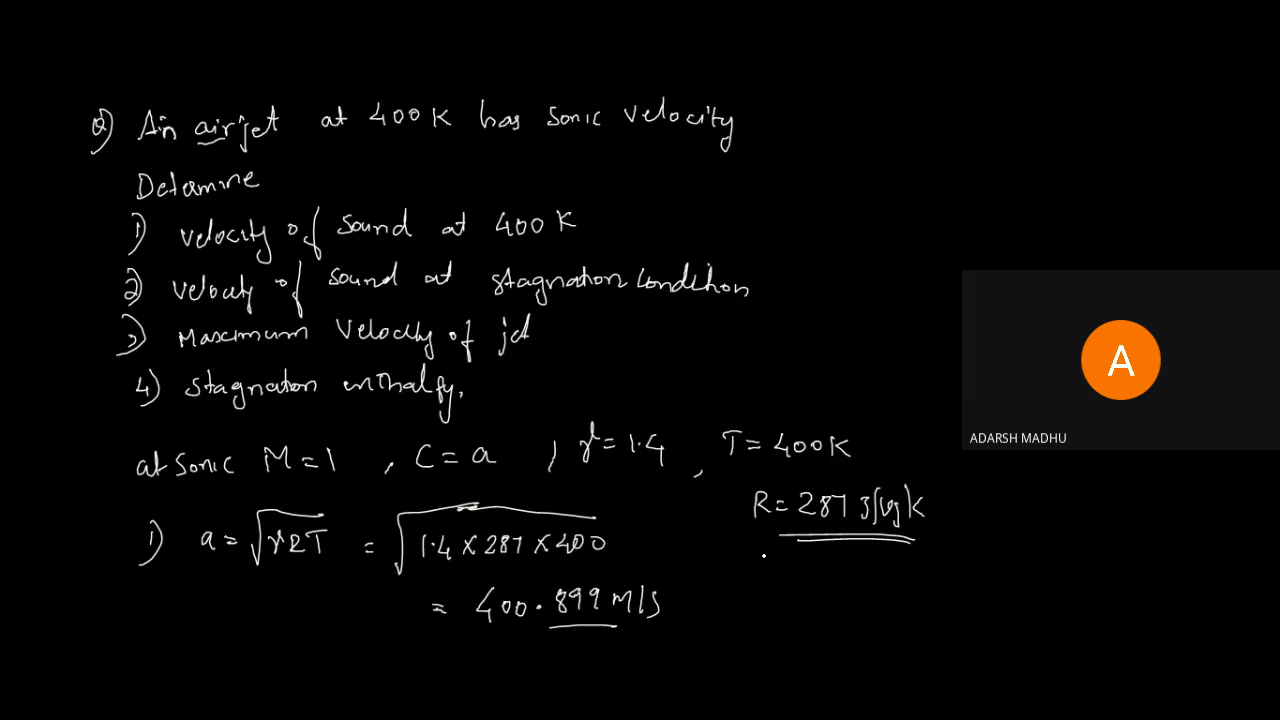 Q) An airjet at 400K has sonic velocity
Determine
1) velocity of sound at 400K
2) velocity of sound at stagnation condition
3) Maximum velocity of jet
4) stagnation enthalpy.
at sonic M=1 , C=a , γ=1.4 , T=400K
R=287 J/kgK
1) a=√γRT = √1.4×287×400
= 400.899 m/s
A
ADARSH MADHU